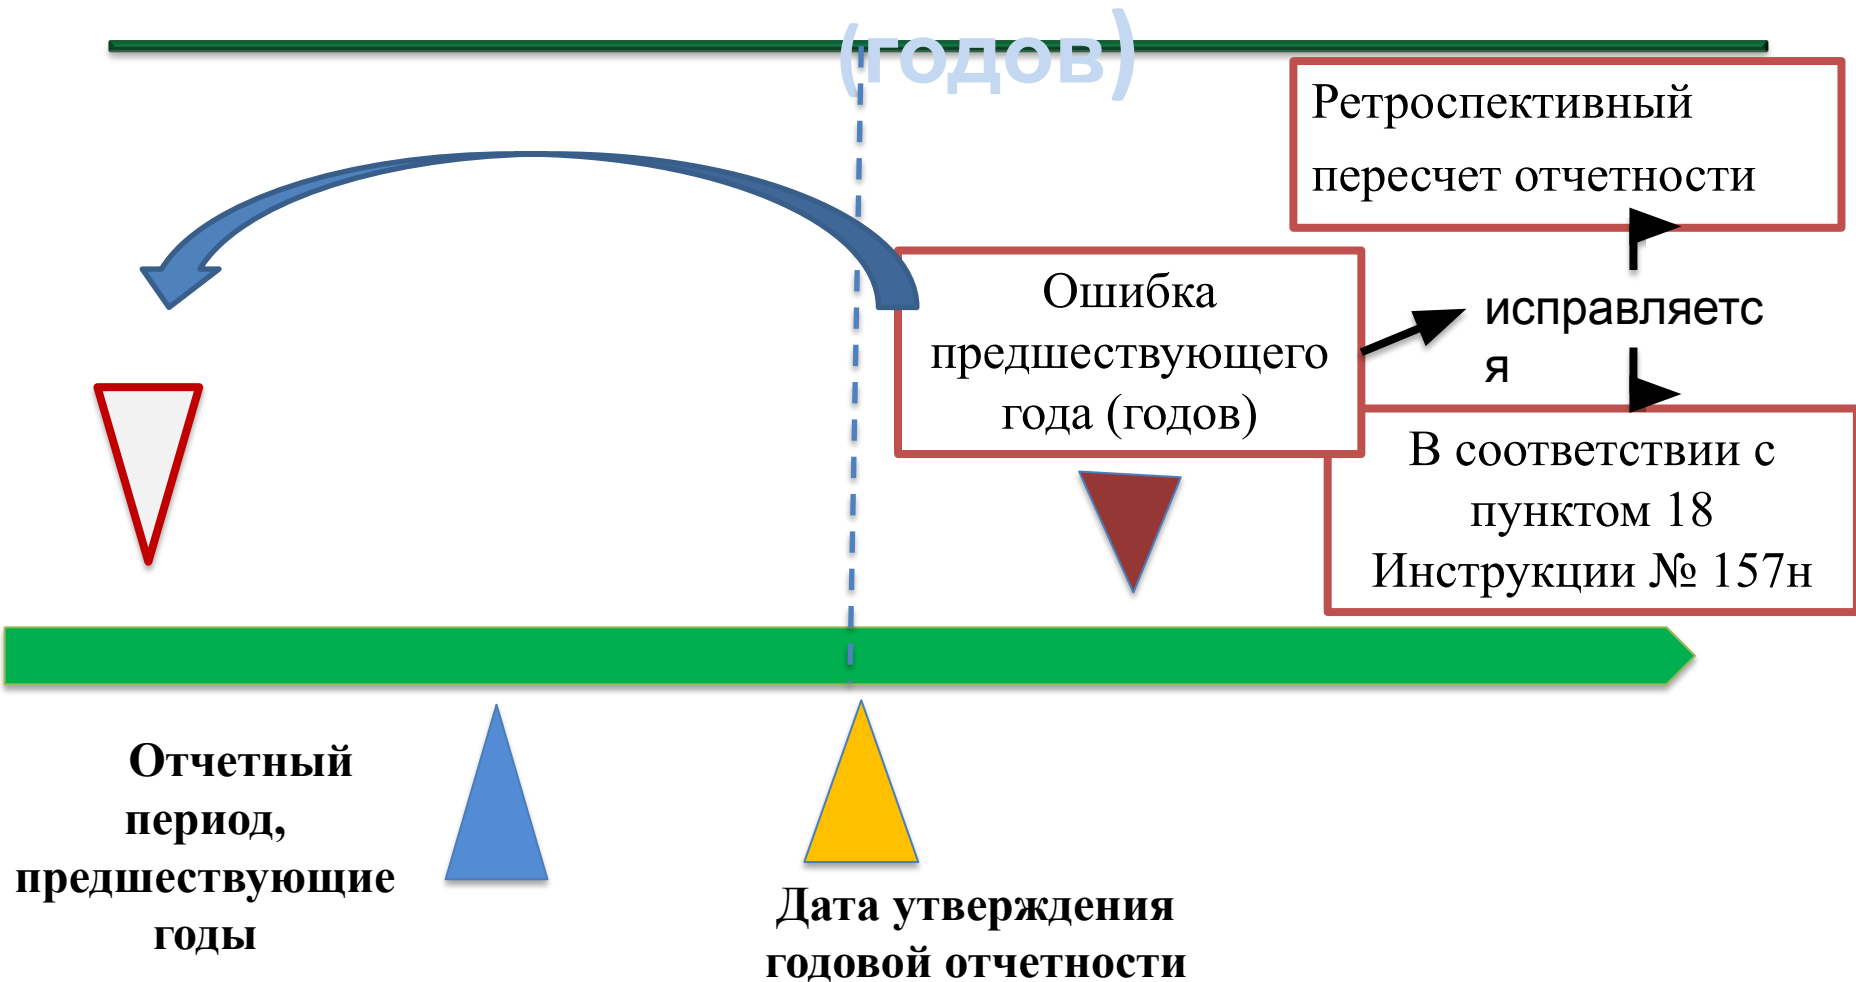 (годов)
Ретроспективный
пересчет отчетности
Ошибка
предшествующего
года (годов)
исправляетс
я
В соответствии с
пунктом 18
Инструкции № 157н
Отчетный
период,
предшествующие
годы
Дата утверждения
годовой отчетности